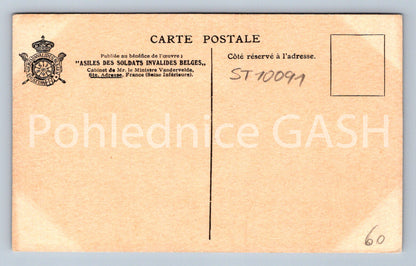 CARTE POSTALE
Publiée au bénéfice de l'œuvre;
"ASILES DES SOLDATS INVALIDES BELGES,,
Cabinet de Mr. le Ministre Vandervelde,
Ste. Adresse, France (Seine Inférieure).
Côté réservé à l'adresse.
ST10091
Pohlednice GASH
60